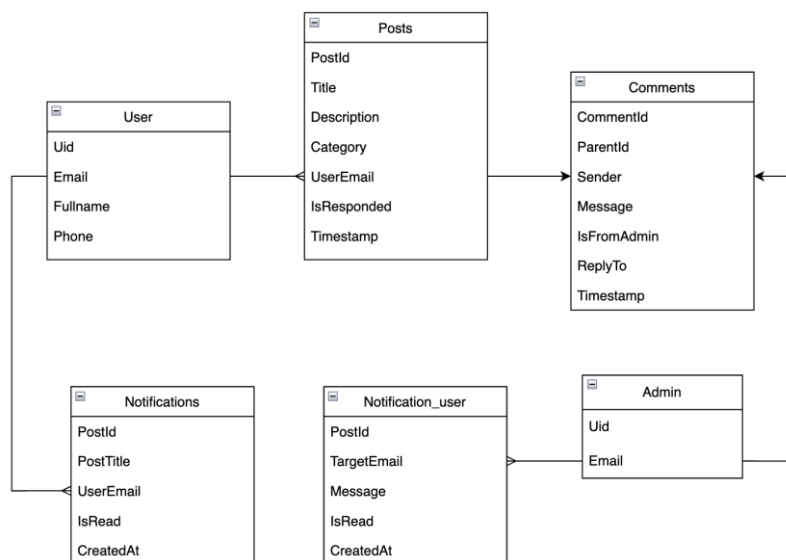 Posts
PostId
Title
Description
Category
UserEmail
IsResponded
Timestamp
User
Uid
Email
Fullname
Phone
Comments
CommentId
ParentId
Sender
Message
IsFromAdmin
ReplyTo
Timestamp
Notifications
PostId
PostTitle
UserEmail
IsRead
CreatedAt
Notification_user
PostId
TargetEmail
Message
IsRead
CreatedAt
Admin
Uid
Email